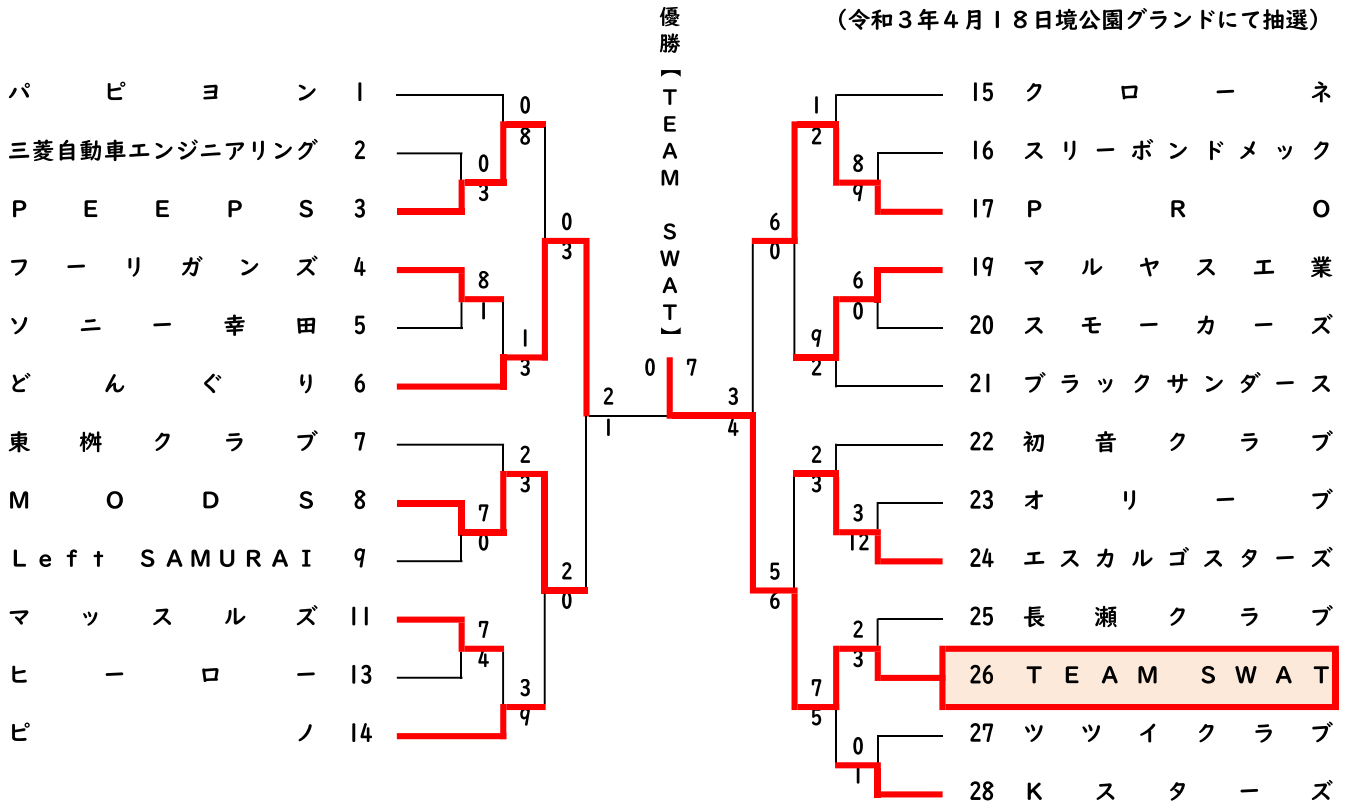 (令和3年4月18日境公園グランドにて抽選)
優勝【TEAM SWAT】
パピヨン 1
三菱自動車エンジニアリング 2
PEEPS 3
フーリガンズ 4
ソニー幸田 5
どんぐり 6
東桝クラブ 7
MODS 8
Left SAMURAI 9
マッスルズ 11
ヒーロー 13
ピノ 14
0
8
0
3
0
3
8
1
1
3
2
1
2
3
7
0
2
0
7
4
3
9
0 7
1
2
8
9
6
0
6
0
9
2
3
4
2
3
3
12
5
6
2
3
7
5
0
1
15 クローネ
16 スリーボンドメック
17 PRO
19 マルヤス工業
20 スモーカーズ
21 ブラックサンダース
22 初音クラブ
23 オリーブ
24 エスカルゴスターズ
25 長瀬クラブ
26 TEAM SWAT
27 ツツイクラブ
28 Kスターズ